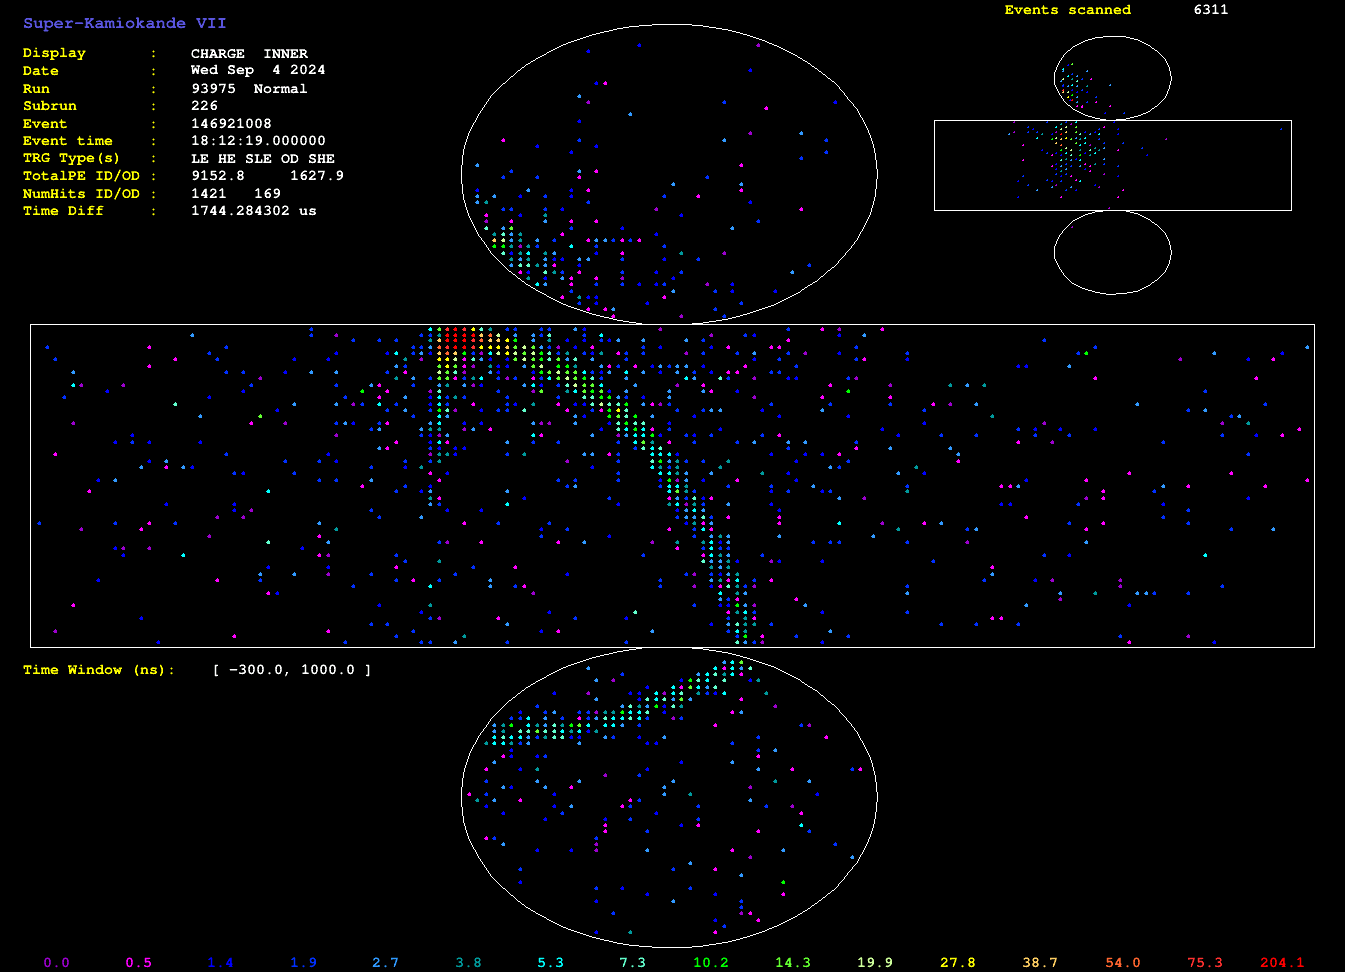 Super-Kamiokande VII
Events scanned 6311
Display : CHARGE INNER
Date : Wed Sep 4 2024
Run : 93975 Normal
Subrun : 226
Event : 146921008
Event time : 18:12:19.000000
TRG Type(s) : LE HE SLE OD SHE
TotalPE ID/OD : 9152.8 1627.9
NumHits ID/OD : 1421 169
Time Diff : 1744.284302 us
Time Window (ns): [ -300.0, 1000.0 ]
0.0 0.5 1.4 1.9 2.7 3.8 5.3 7.3 10.2 14.3 19.9 27.8 38.7 54.0 75.3 204.1